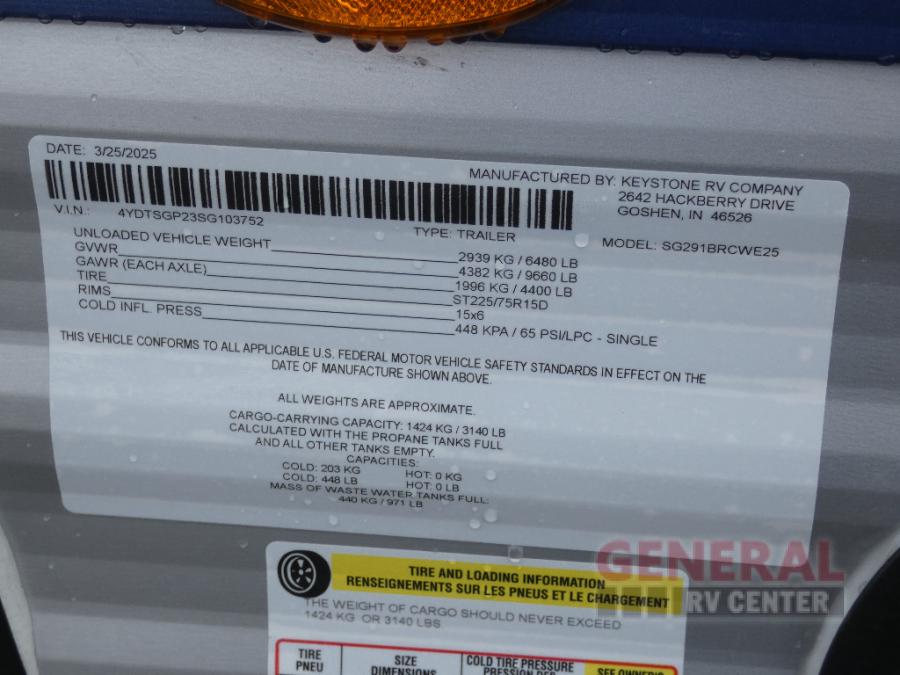 DATE: 3/25/2025
MANUFACTURED BY: KEYSTONE RV COMPANY
2642 HACKBERRY DRIVE
GOSHEN, IN 46526
V.I.N.: 4YDTSGP23SG103752
TYPE: TRAILER
MODEL: SG291BRCWE25
UNLOADED VEHICLE WEIGHT 2939 KG / 6480 LB
GVWR 4382 KG / 9660 LB
GAWR (EACH AXLE) 1996 KG / 4400 LB
TIRE ST225/75R15D
RIMS 15x6
COLD INFL. PRESS 448 KPA / 65 PSI/LPC - SINGLE
THIS VEHICLE CONFORMS TO ALL APPLICABLE U.S. FEDERAL MOTOR VEHICLE SAFETY STANDARDS IN EFFECT ON THE
DATE OF MANUFACTURE SHOWN ABOVE.
ALL WEIGHTS ARE APPROXIMATE.
CARGO-CARRYING CAPACITY: 1424 KG / 3140 LB
CALCULATED WITH THE PROPANE TANKS FULL
AND ALL OTHER TANKS EMPTY.
CAPACITIES:
COLD: 203 KG HOT: 0 KG
COLD: 448 LB HOT: 0 LB
MASS OF WASTE WATER TANKS FULL:
440 KG / 971 LB
GENERAL
RV CENTER
TIRE AND LOADING INFORMATION
RENSEIGNEMENTS SUR LES PNEUS ET LE CHARGEMENT
THE WEIGHT OF CARGO SHOULD NEVER EXCEED
1424 KG OR 3140 LBS.
TIRE
PNEU
SIZE
DIMENSIONS
COLD TIRE PRESSURE
PRESSION DES
SEE OWNER'S